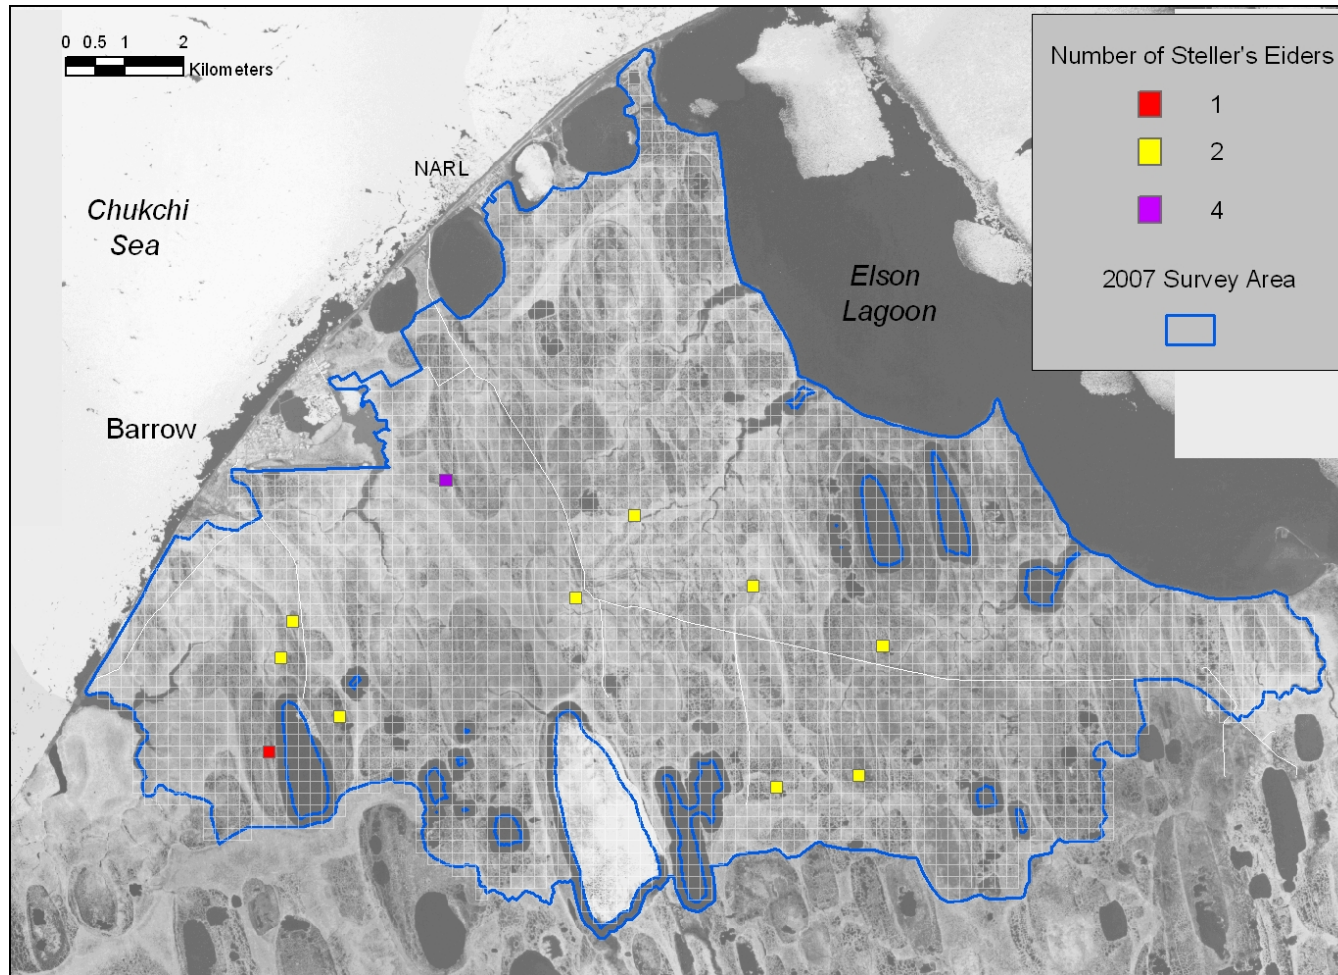 0 0.5 1 2
Kilometers
Number of Steller's Eiders
1
2
4
2007 Survey Area
NARL
Chukchi
Sea
Elson
Lagoon
Barrow